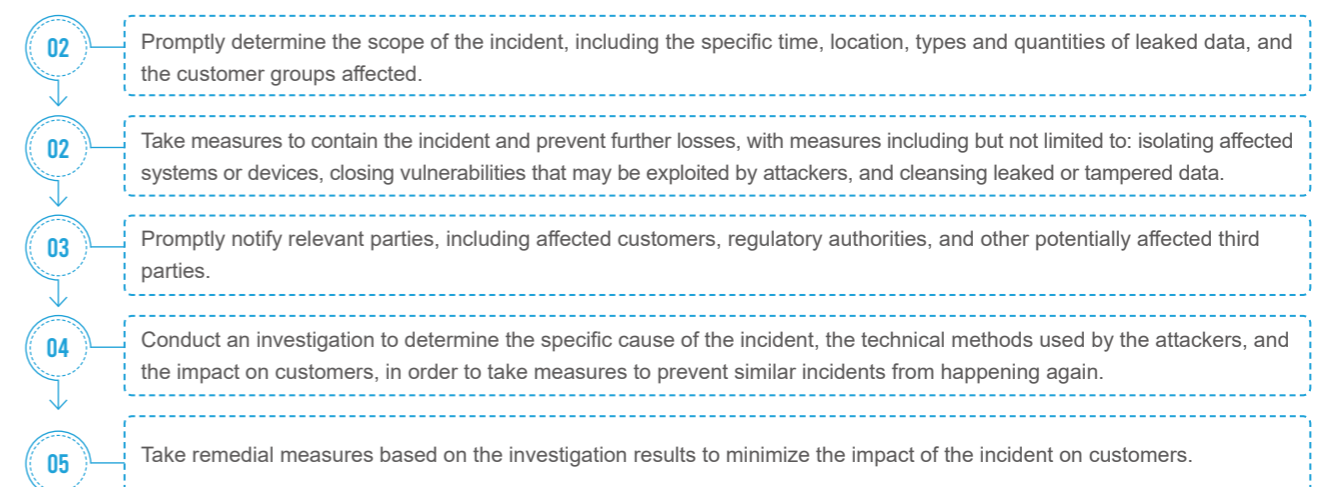 02
Promptly determine the scope of the incident, including the specific time, location, types and quantities of leaked data, and
the customer groups affected.
02
Take measures to contain the incident and prevent further losses, with measures including but not limited to: isolating affected
systems or devices, closing vulnerabilities that may be exploited by attackers, and cleansing leaked or tampered data.
03
Promptly notify relevant parties, including affected customers, regulatory authorities, and other potentially affected third
parties.
04
Conduct an investigation to determine the specific cause of the incident, the technical methods used by the attackers, and
the impact on customers, in order to take measures to prevent similar incidents from happening again.
05
Take remedial measures based on the investigation results to minimize the impact of the incident on customers.